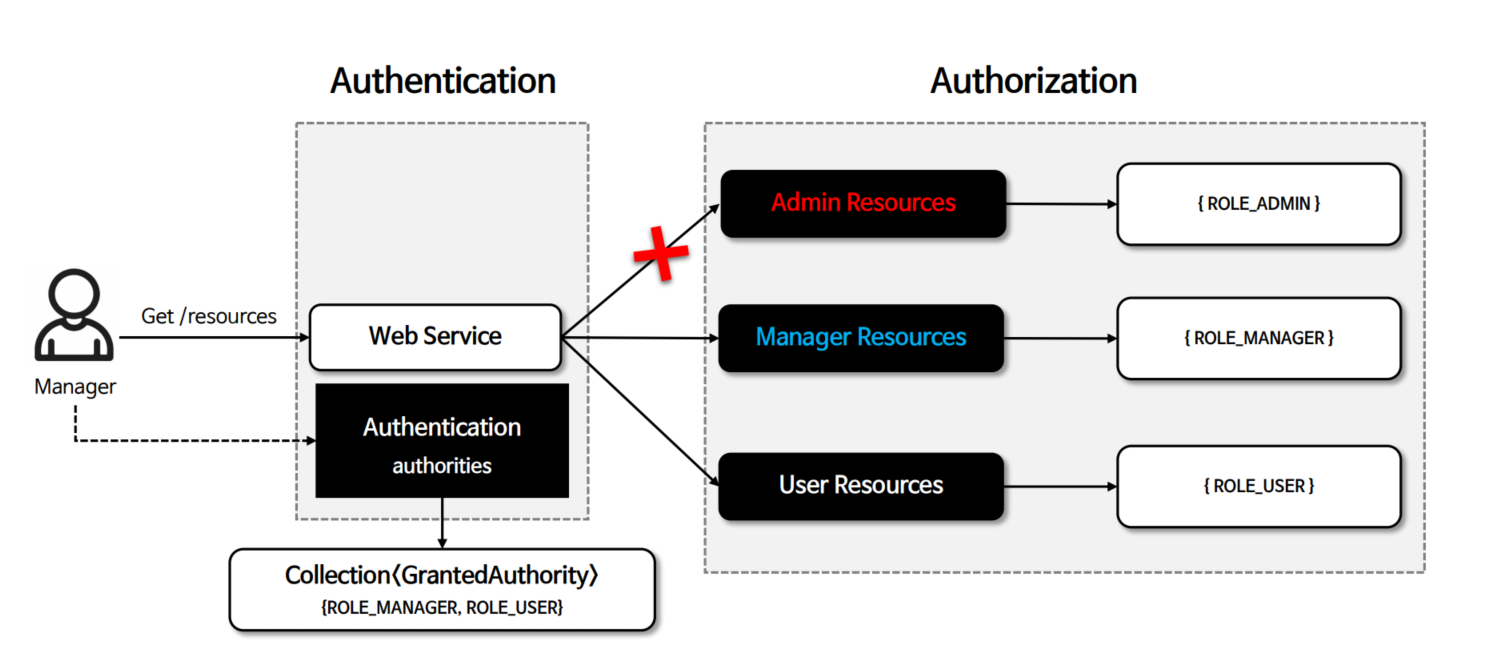 Authentication
Authorization
Admin Resources
{ ROLE_ADMIN }
Get /resources
Web Service
Manager Resources
{ ROLE_MANAGER }
Manager
Authentication
authorities
User Resources
{ ROLE_USER }
Collection〈GrantedAuthority〉
{ROLE_MANAGER, ROLE_USER}